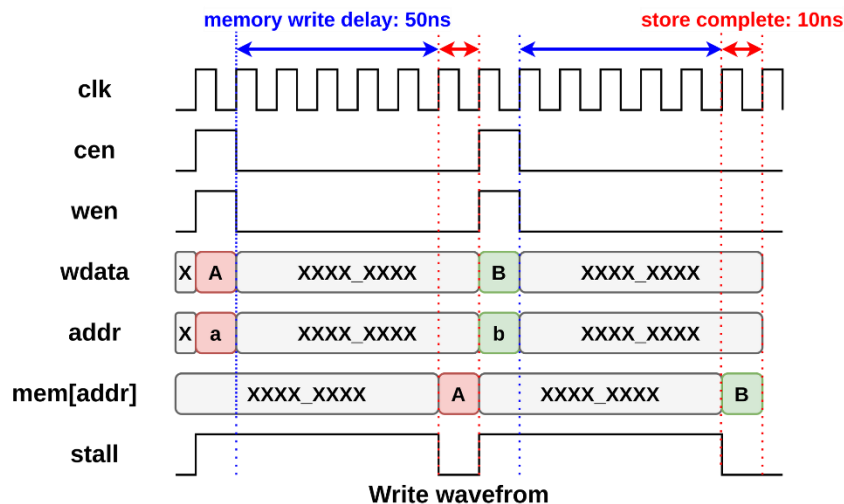 memory write delay: 50ns store complete: 10ns
clk
cen
wen
wdata X A XXXX_XXXX B XXXX_XXXX
addr X a XXXX_XXXX b XXXX_XXXX
mem[addr] XXXX_XXXX A XXXX_XXXX B
stall
Write wavefrom